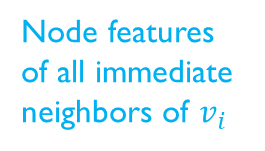 Node features
of all immediate
neighbors of 𝑣ᵢ